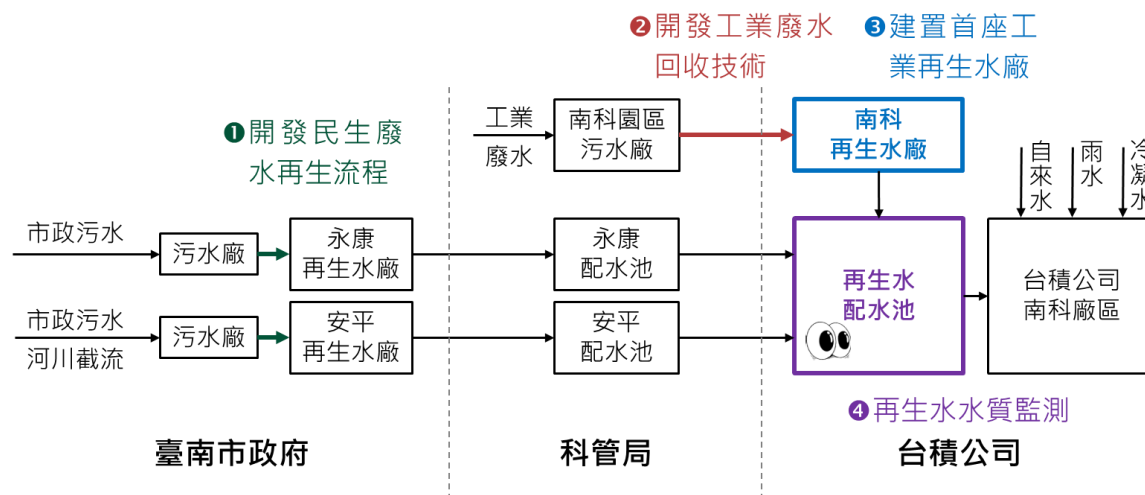 ❷開發工業廢水
回收技術
❸建置首座工
業再生水廠
❶開發民生廢
水再生流程
工業
廢水
南科園區
污水廠
南科
再生水廠
自來水
雨水
冷凝水
市政污水
污水廠
永康
再生水廠
永康
配水池
再生水
配水池
台積公司
南科廠區
市政污水
河川截流
污水廠
安平
再生水廠
安平
配水池
❹再生水水質監測
臺南市政府
科管局
台積公司